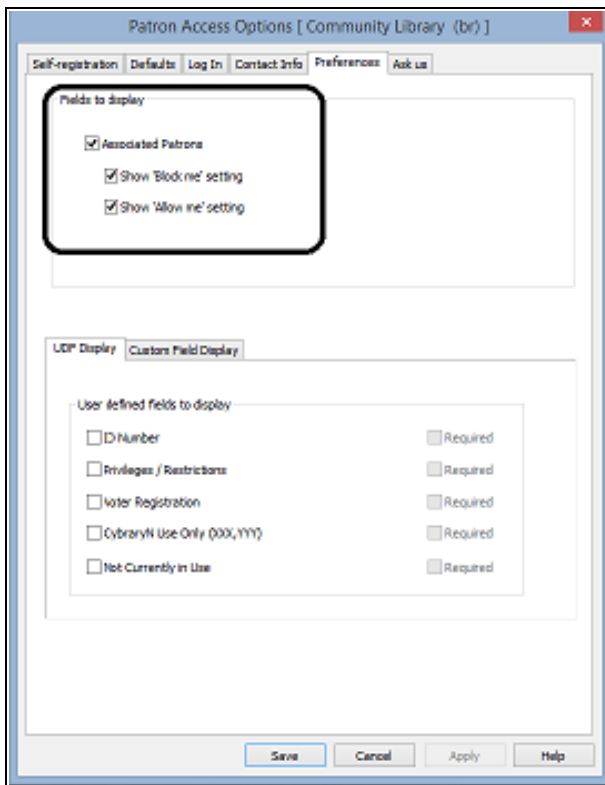 Patron Access Options [ Community Library (br) ]
Self-registration Defaults Log In Contact Info Preferences Ask us
Fields to display
Associated Patrons
Show 'Block me' setting
Show 'Allow me' setting
UDF Display Custom Field Display
User defined fields to display
ID Number Required
Privileges / Restrictions Required
Voter Registration Required
CybraryN Use Only (XXX, YYY) Required
Not Currently in Use Required
Save Cancel Apply Help